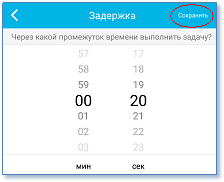 Задержка Сохранить
Через какой промежуток времени выполнить задачу?
57 17
58 18
59 19
00 20
01 21
02 22
03 23
мин сек